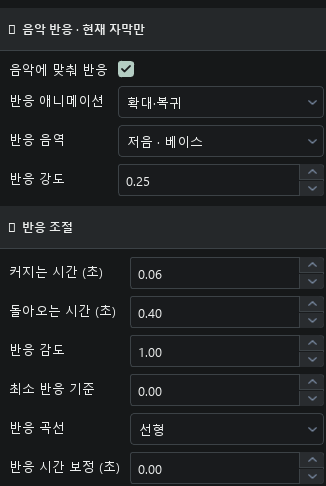 음악 반응 · 현재 자막만
음악에 맞춰 반응
반응 애니메이션 확대·복귀
반응 음역 저음 · 베이스
반응 강도 0.25
반응 조절
커지는 시간 (초) 0.06
돌아오는 시간 (초) 0.40
반응 감도 1.00
최소 반응 기준 0.00
반응 곡선 선형
반응 시간 보정 (초) 0.00